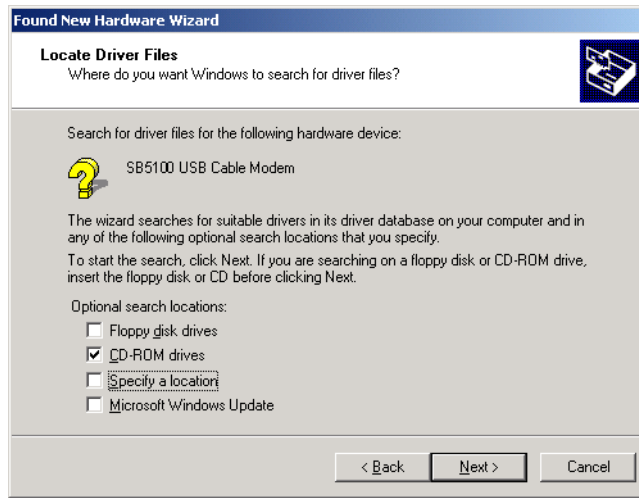 Found New Hardware Wizard
Locate Driver Files
Where do you want Windows to search for driver files?
Search for driver files for the following hardware device:
SB5100 USB Cable Modem
The wizard searches for suitable drivers in its driver database on your computer and in
any of the following optional search locations that you specify.
To start the search, click Next. If you are searching on a floppy disk or CD-ROM drive,
insert the floppy disk or CD before clicking Next.
Optional search locations:
Floppy disk drives
CD-ROM drives
Specify a location
Microsoft Windows Update
< Back Next > Cancel